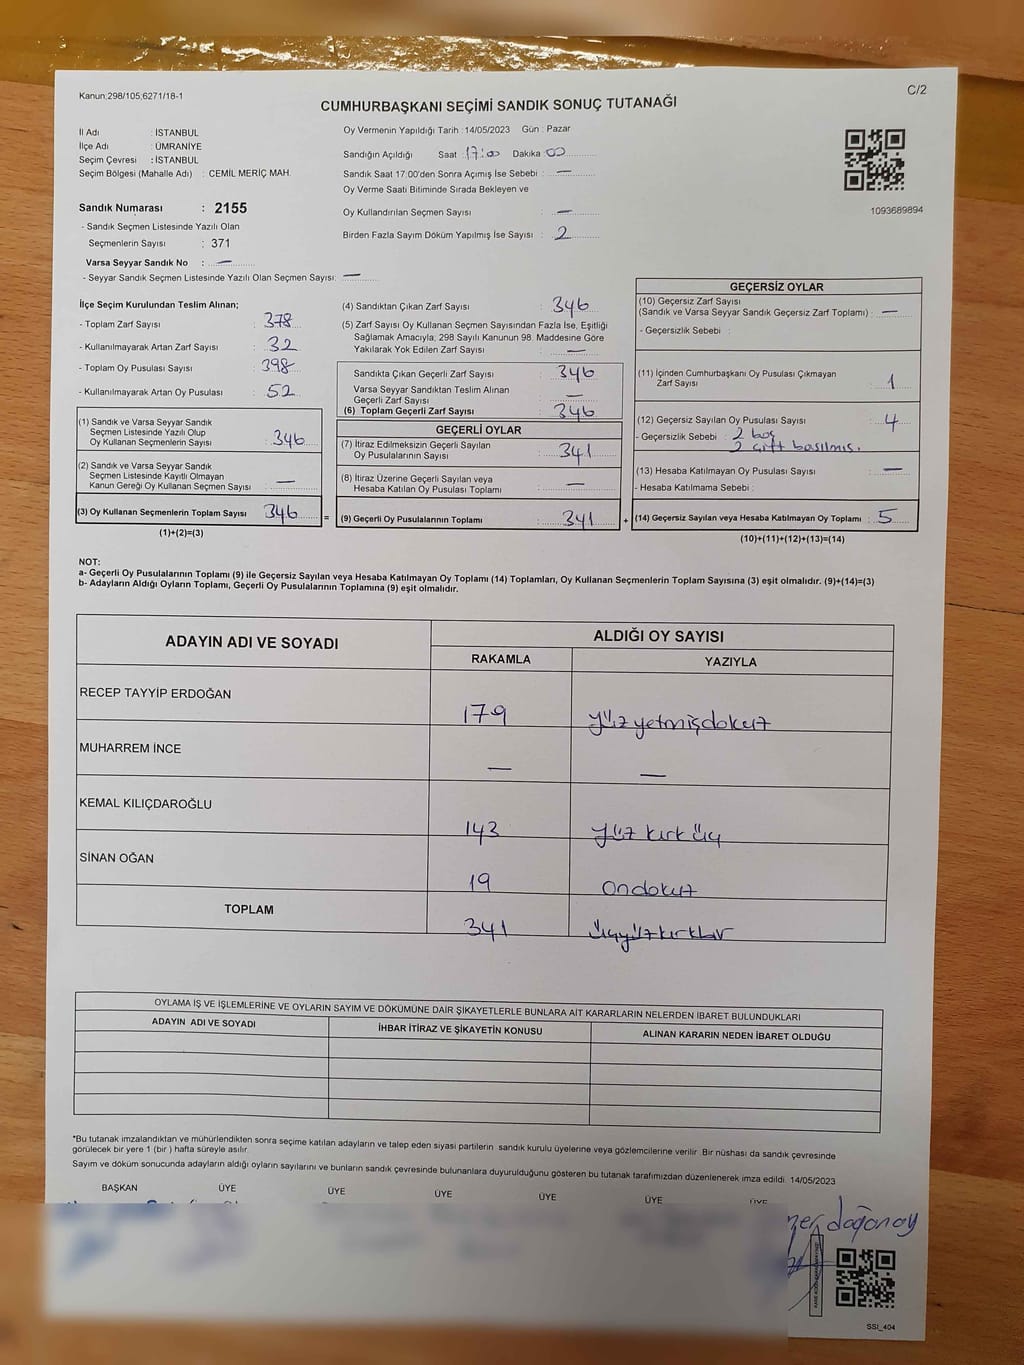 Kanun:298/105;6271/18-1
C/2
CUMHURBAŞKANI SEÇİMİ SANDIK SONUÇ TUTANAĞI
İl Adı : İSTANBUL
İlçe Adı : ÜMRANİYE
Seçim Çevresi : İSTANBUL
Seçim Bölgesi (Mahalle Adı) : CEMİL MERİÇ MAH.
Sandık Numarası : 2155
- Sandık Seçmen Listesinde Yazılı Olan
Seçmenlerin Sayısı : 371
Varsa Seyyar Sandık No : —
- Seyyar Sandık Seçmen Listesinde Yazılı Olan Seçmen Sayısı: —
Oy Vermenin Yapıldığı Tarih : 14/05/2023 Gün : Pazar
Sandığın Açıldığı Saat : 17:00 Dakika : 00
Sandık Saat 17:00'den Sonra Açımış İse Sebebi : —
Oy Verme Saati Bitiminde Sırada Bekleyen ve
Oy Kullandırılan Seçmen Sayısı : —
Birden Fazla Sayım Döküm Yapılmış İse Sayısı : 2
1093689894
İlçe Seçim Kurulundan Teslim Alınan;
- Toplam Zarf Sayısı : 378
- Kullanılmayarak Artan Zarf Sayısı : 32
- Toplam Oy Pusulası Sayısı : 398
- Kullanılmayarak Artan Oy Pusulası : 52
(1) Sandık ve Varsa Seyyar Sandık
Seçmen Listesinde Yazılı Olup
Oy Kullanan Seçmenlerin Sayısı : 346
(2) Sandık ve Varsa Seyyar Sandık
Seçmen Listesinde Kayıtlı Olmayan
Kanun Gereği Oy Kullanan Seçmen Sayısı : —
(3) Oy Kullanan Seçmenlerin Toplam Sayısı : 346
(1)+(2)=(3)
(4) Sandıktan Çıkan Zarf Sayısı : 346
(5) Zarf Sayısı Oy Kullanan Seçmen Sayısından Fazla İse, Eşitliği
Sağlamak Amacıyla; 298 Sayılı Kanunun 98. Maddesine Göre
Yakılarak Yok Edilen Zarf Sayısı : —
Sandıkta Çıkan Geçerli Zarf Sayısı : 346
Varsa Seyyar Sandıktan Teslim Alınan
Geçerli Zarf Sayısı : —
(6) Toplam Geçerli Zarf Sayısı : 346
GEÇERLİ OYLAR
(7) İtiraz Edilmeksizin Geçerli Sayılan
Oy Pusulalarının Sayısı : 341
(8) İtiraz Üzerine Geçerli Sayılan veya
Hesaba Katılan Oy Pusulası Toplamı : —
= (9) Geçerli Oy Pusulalarının Toplamı : 341 +
GEÇERSİZ OYLAR
(10) Geçersiz Zarf Sayısı
(Sandık ve Varsa Seyyar Sandık Geçersiz Zarf Toplamı) : —
- Geçersizlik Sebebi :
(11) İçinden Cumhurbaşkanı Oy Pusulası Çıkmayan
Zarf Sayısı : 1
(12) Geçersiz Sayılan Oy Pusulası Sayısı : 4
- Geçersizlik Sebebi : 2 boş
2 çift basılmış.
(13) Hesaba Katılmayan Oy Pusulası Sayısı : —
- Hesaba Katılmama Sebebi :
(14) Geçersiz Sayılan veya Hesaba Katılmayan Oy Toplamı : 5
(10)+(11)+(12)+(13)=(14)
NOT:
a- Geçerli Oy Pusulalarının Toplamı (9) ile Geçersiz Sayılan veya Hesaba Katılmayan Oy Toplamı (14) Toplamları, Oy Kullanan Seçmenlerin Toplam Sayısına (3) eşit olmalıdır. (9)+(14)=(3)
b- Adayların Aldığı Oyların Toplamı, Geçerli Oy Pusulalarının Toplamına (9) eşit olmalıdır.
ADAYIN ADI VE SOYADI
ALDIĞI OY SAYISI
RAKAMLA YAZIYLA
RECEP TAYYİP ERDOĞAN 179 yüz yetmişdokuz
MUHARREM İNCE — —
KEMAL KILIÇDAROĞLU 143 yüz kırk üç
SİNAN OĞAN 19 ondokuz
TOPLAM 341 üçyüzkırkbir
OYLAMA İŞ VE İŞLEMLERİNE VE OYLARIN SAYIM VE DÖKÜMÜNE DAİR ŞİKAYETLERLE BUNLARA AİT KARARLARIN NELERDEN İBARET BULUNDUKLARI
ADAYIN ADI VE SOYADI İHBAR İTİRAZ VE ŞİKAYETİN KONUSU ALINAN KARARIN NEDEN İBARET OLDUĞU
*Bu tutanak imzalandıktan ve mühürlendikten sonra seçime katılan adayların ve talep eden siyasi partilerin sandık kurulu üyelerine veya gözlemcilerine verilir. Bir nüshası da sandık çevresinde
görülecek bir yere 1 (bir ) hafta süreyle asılır.
Sayım ve döküm sonucunda adayların aldığı oyların sayılarını ve bunların sandık çevresinde bulunanlara duyurulduğunu gösteren bu tutanak tarafımızdan düzenlenerek imza edildi. 14/05/2023
BAŞKAN ÜYE ÜYE ÜYE ÜYE ÜYE ÜYE
doğanay
SSI_404